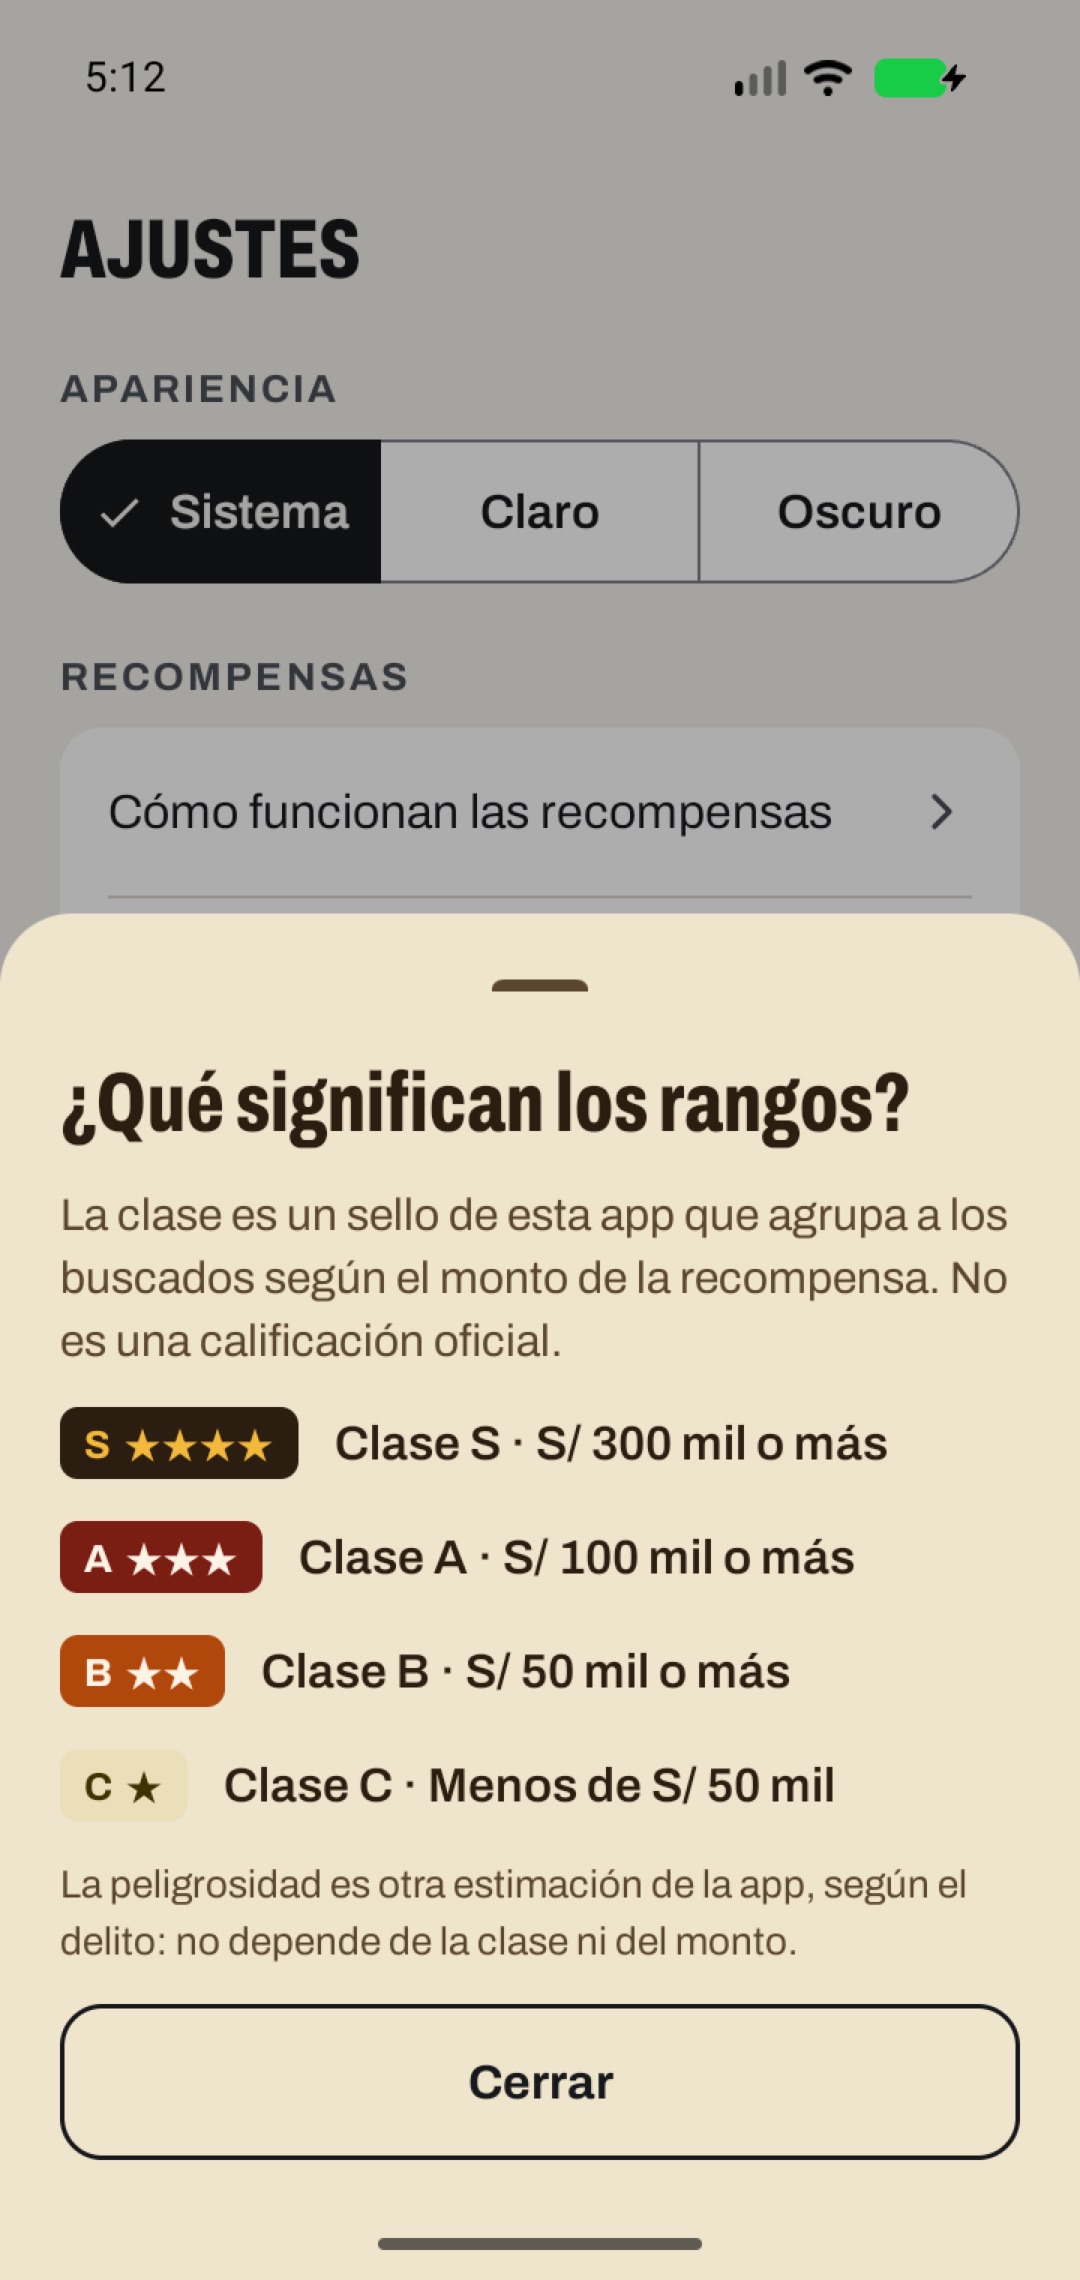 5:12
AJUSTES
APARIENCIA
Sistema
Claro
Oscuro
RECOMPENSAS
Cómo funcionan las recompensas
¿Qué significan los rangos?
La clase es un sello de esta app que agrupa a los
buscados según el monto de la recompensa. No
es una calificación oficial.
S ★★★★ Clase S · S/ 300 mil o más
A ★★★ Clase A · S/ 100 mil o más
B ★★ Clase B · S/ 50 mil o más
C ★ Clase C · Menos de S/ 50 mil
La peligrosidad es otra estimación de la app, según el
delito: no depende de la clase ni del monto.
Cerrar